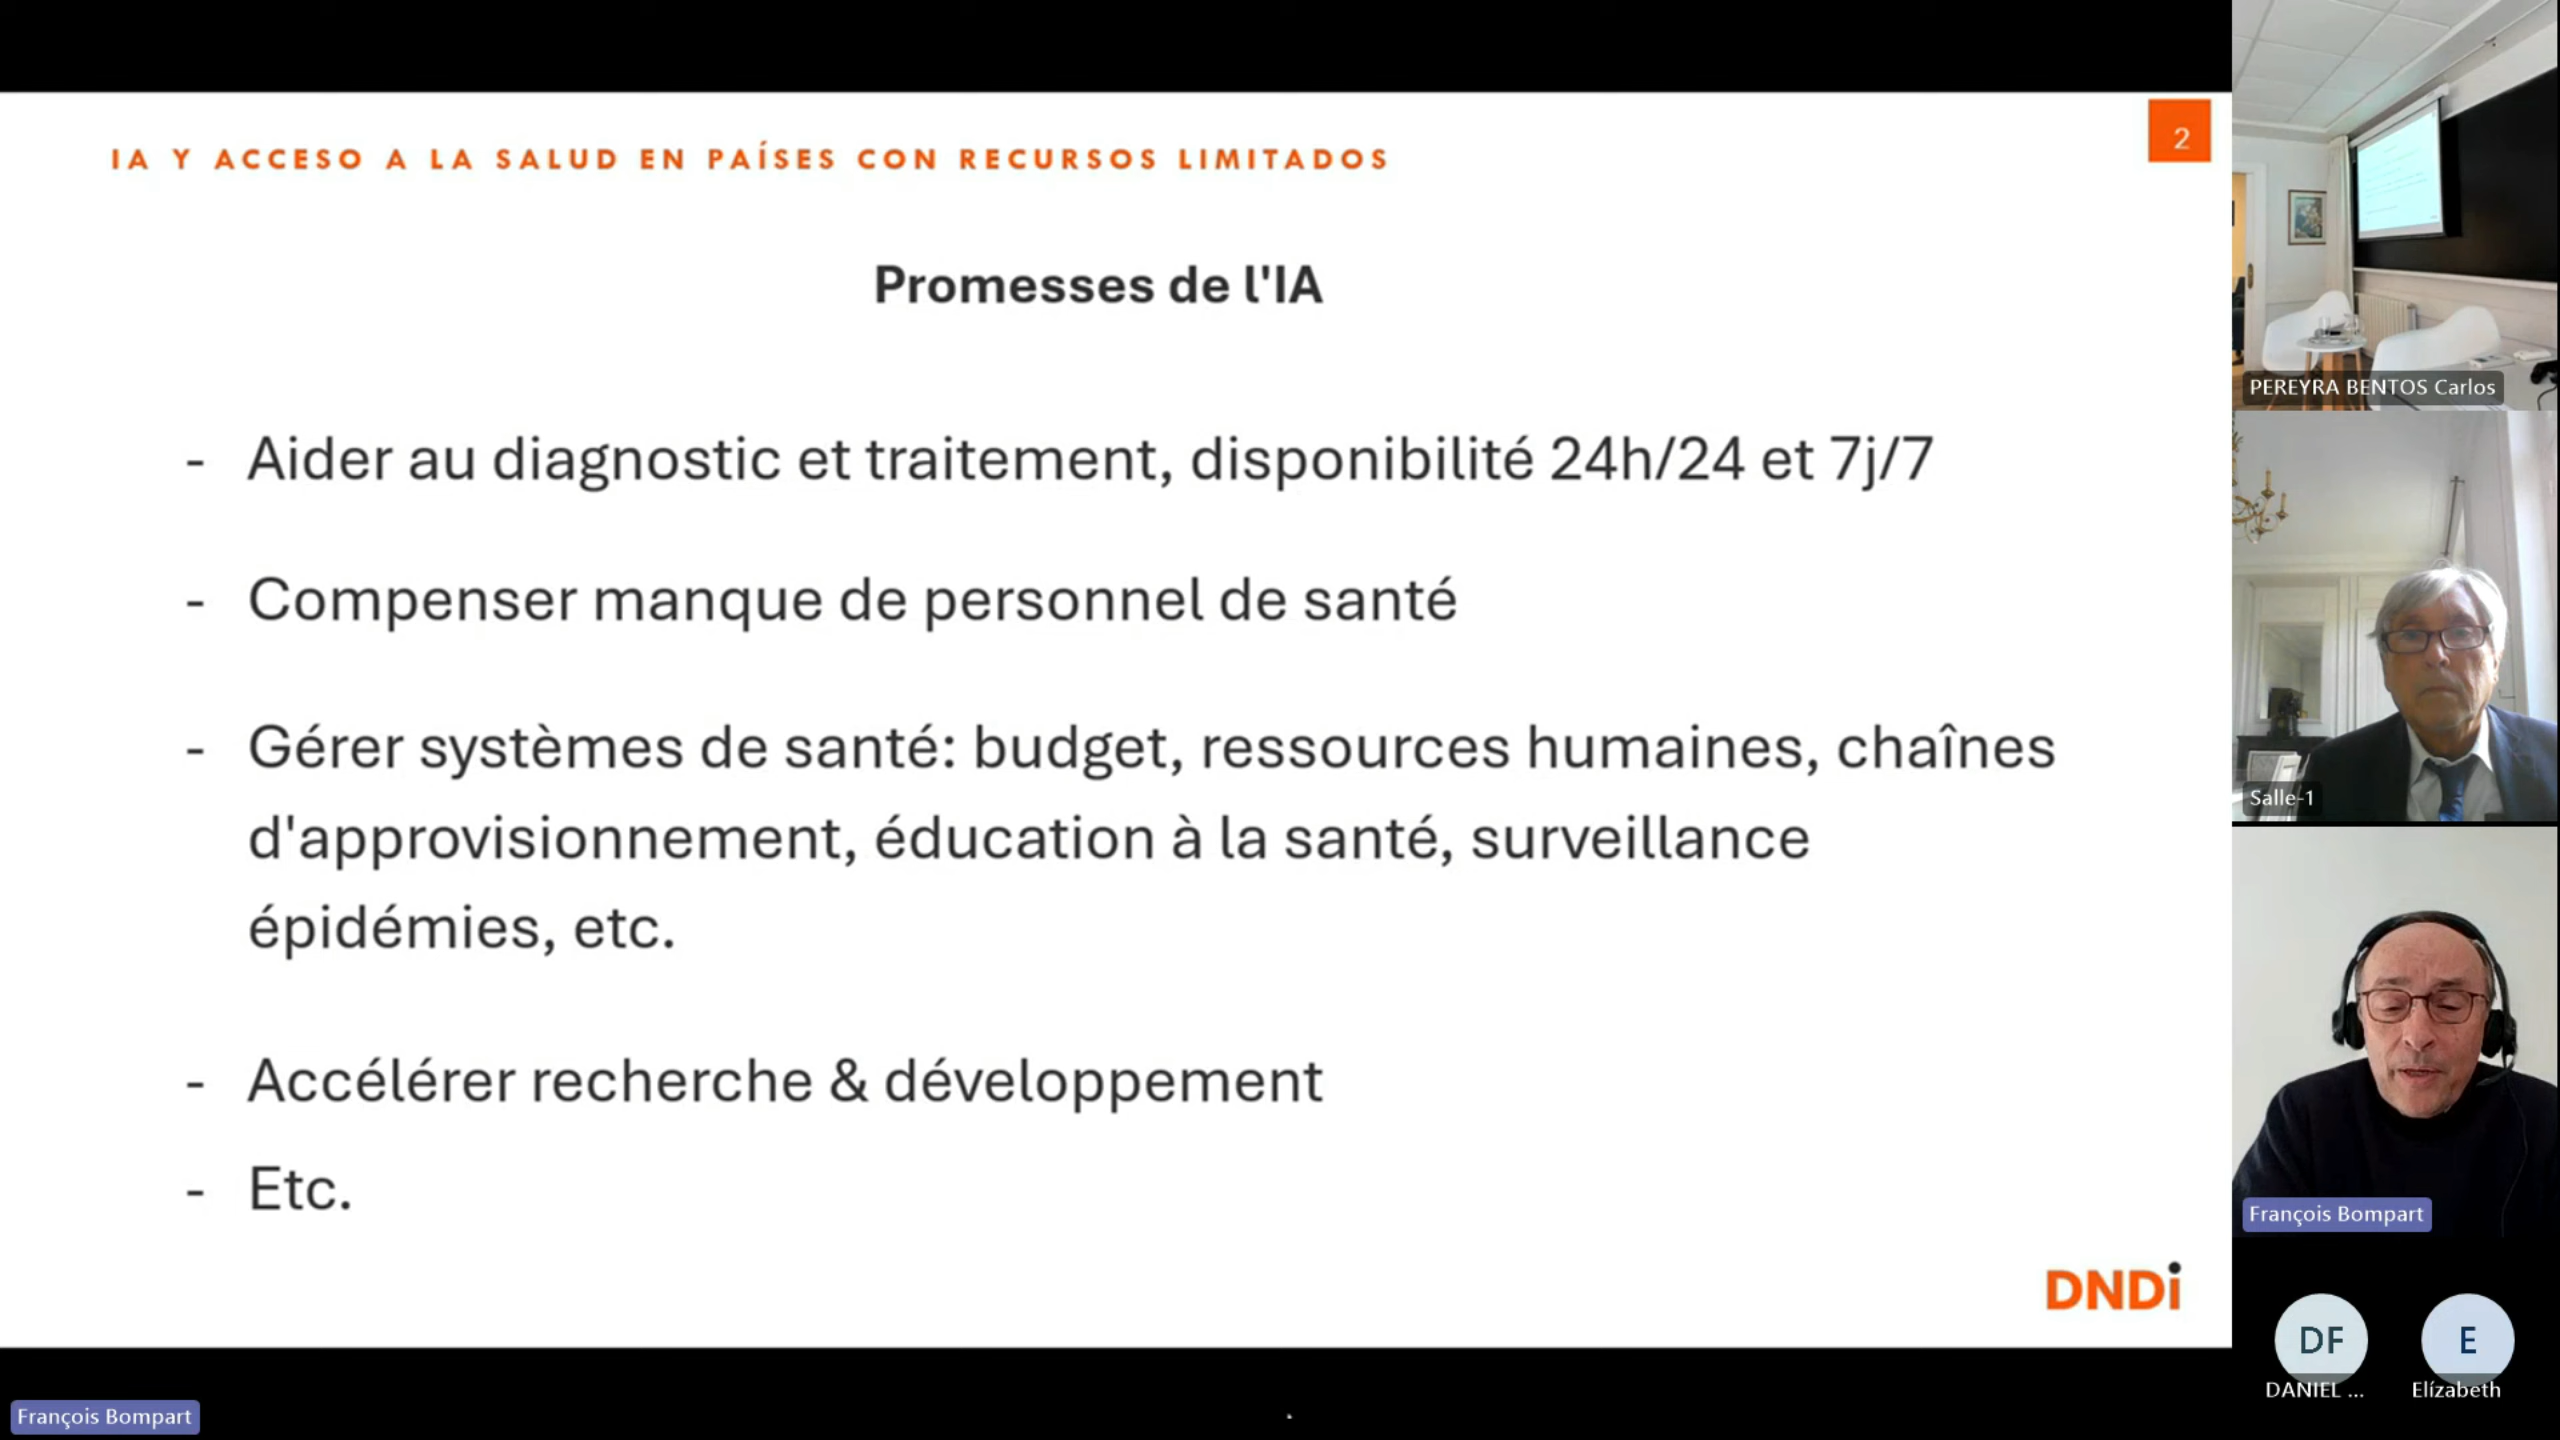 IA Y ACCESO A LA SALUD EN PAÍSES CON RECURSOS LIMITADOS
2
Promesses de l'IA
- Aider au diagnostic et traitement, disponibilité 24h/24 et 7j/7
- Compenser manque de personnel de santé
- Gérer systèmes de santé: budget, ressources humaines, chaînes
d'approvisionnement, éducation à la santé, surveillance
épidémies, etc.
- Accélérer recherche & développement
- Etc.
DNDi
François Bompart
PEREYRA BENTOS Carlos
Salle-1
François Bompart
DF
DANIEL ...
E
Elízabeth